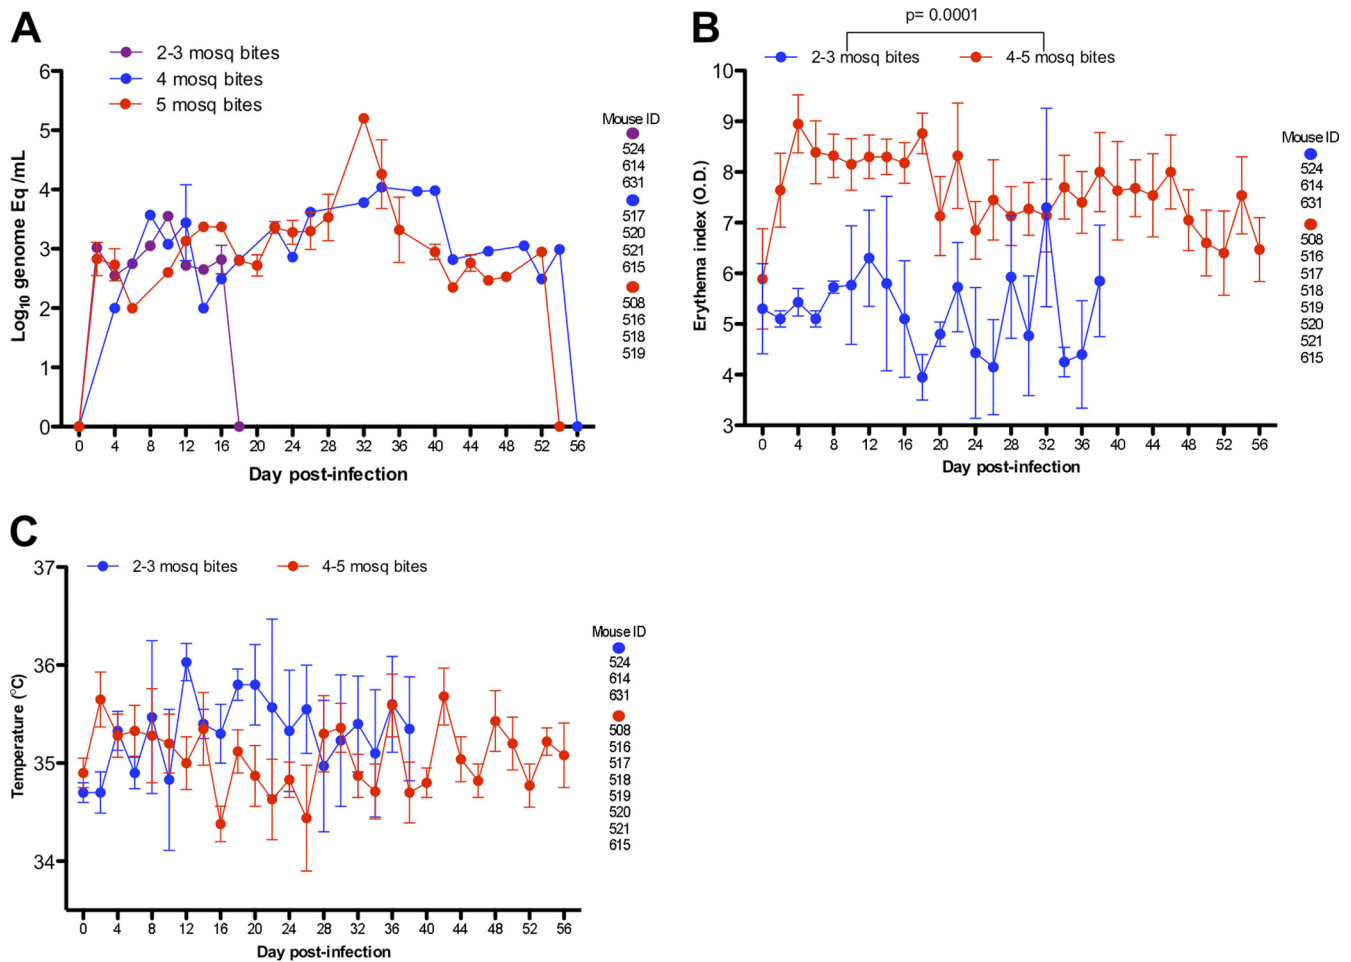 A
2-3 mosq bites
4 mosq bites
5 mosq bites
Log10 genome Eq /mL
6
5
4
3
2
1
0
0 4 8 12 16 20 24 28 32 36 40 44 48 52 56
Day post-infection
Mouse ID
524
614
631
517
520
521
615
508
516
518
519
B
p= 0.0001
2-3 mosq bites 4-5 mosq bites
Erythema index (O.D.)
10
9
8
7
6
5
4
3
0 4 8 12 16 20 24 28 32 36 40 44 48 52 56
Day post-infection
Mouse ID
524
614
631
508
516
517
518
519
520
521
615
C
2-3 mosq bites 4-5 mosq bites
Temperature (°C)
37
36
35
34
0 4 8 12 16 20 24 28 32 36 40 44 48 52 56
Day post-infection
Mouse ID
524
614
631
508
516
517
518
519
520
521
615